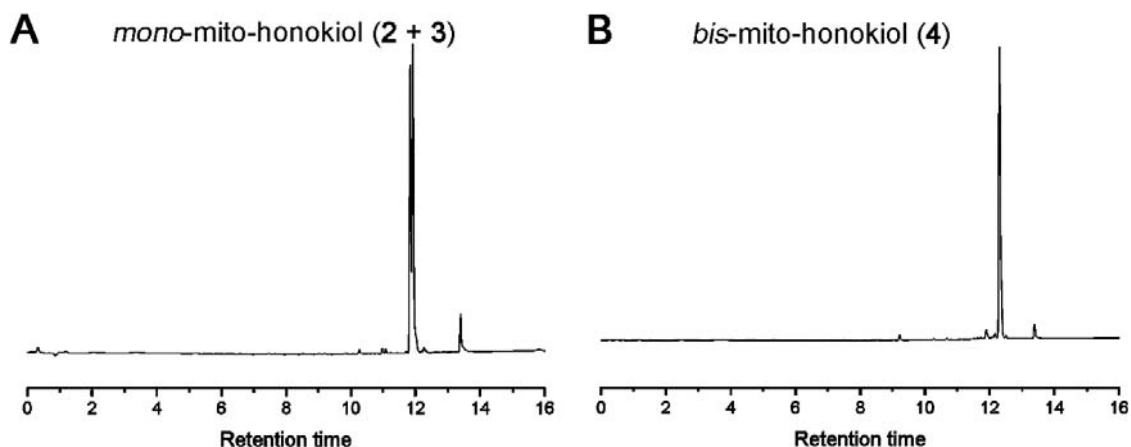 A
mono-mito-honokiol (2 + 3)
0 2 4 6 8 10 12 14 16
Retention time
B
bis-mito-honokiol (4)
0 2 4 6 8 10 12 14 16
Retention time